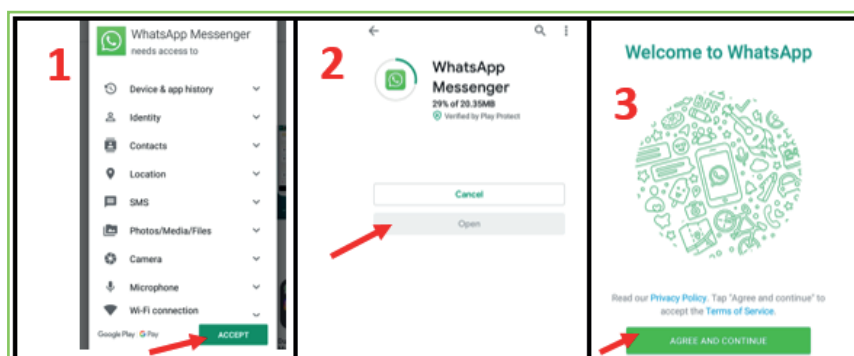 1
WhatsApp Messenger
needs access to
Device & app history
Identity
Contacts
Location
SMS
Photos/Media/Files
Camera
Microphone
Wi-Fi connection
Google Play G Pay
ACCEPT
2
WhatsApp
Messenger
29% of 20.35MB
Verified by Play Protect
Cancel
Open
Welcome to WhatsApp
3
Read our Privacy Policy. Tap "Agree and continue" to
accept the Terms of Service.
AGREE AND CONTINUE